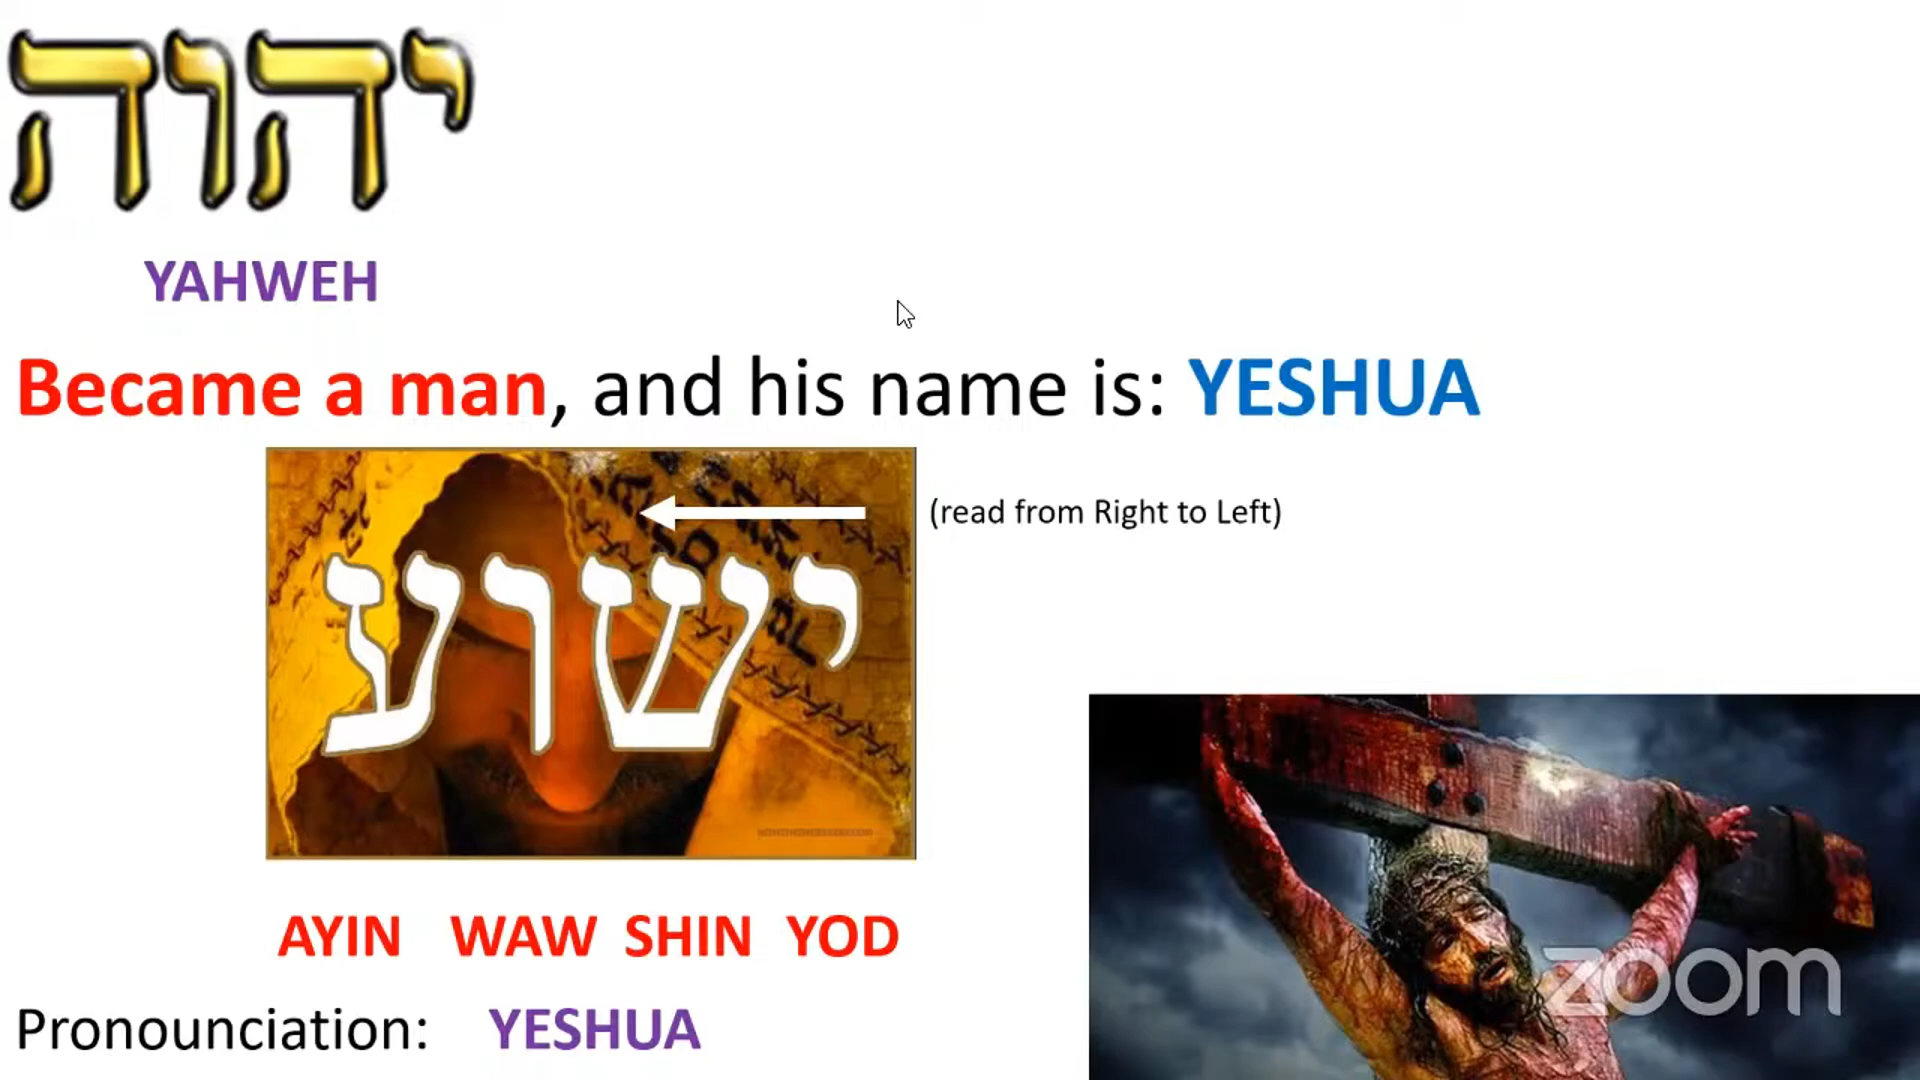 יהוה
YAHWEH
Became a man, and his name is: YESHUA
(read from Right to Left)
ישוע
AYIN WAW SHIN YOD
Pronounciation: YESHUA
zoom